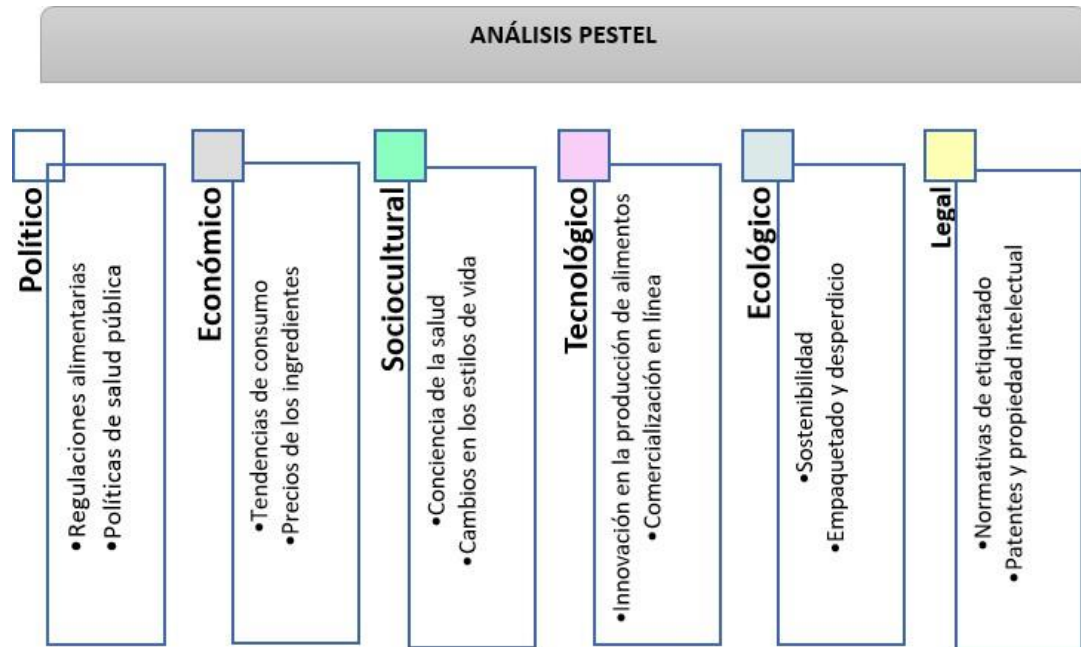 ANÁLISIS PESTEL
Político
•Regulaciones alimentarias
•Políticas de salud pública
Económico
•Tendencias de consumo
•Precios de los ingredientes
Sociocultural
•Conciencia de la salud
•Cambios en los estilos de vida
Tecnológico
•Innovación en la producción de alimentos
•Comercialización en línea
Ecológico
•Sostenibilidad
•Empaquetado y desperdicio
Legal
•Normativas de etiquetado
•Patentes y propiedad intelectual